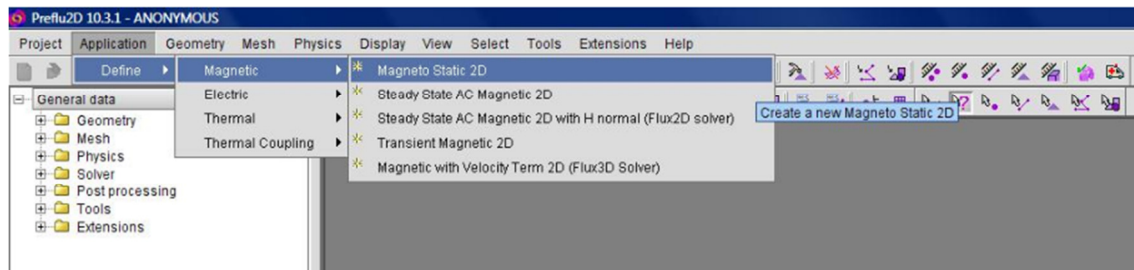 Preflu2D 10.3.1 - ANONYMOUS
Project Application Geometry Mesh Physics Display View Select Tools Extensions Help
Define Magnetic Magneto Static 2D
General data Electric Steady State AC Magnetic 2D
Create a new Magneto Static 2D
Geometry Thermal Steady State AC Magnetic 2D with H normal (Flux2D solver)
Mesh Thermal Coupling Transient Magnetic 2D
Physics Magnetic with Velocity Term 2D (Flux3D Solver)
Solver
Post processing
Tools
Extensions